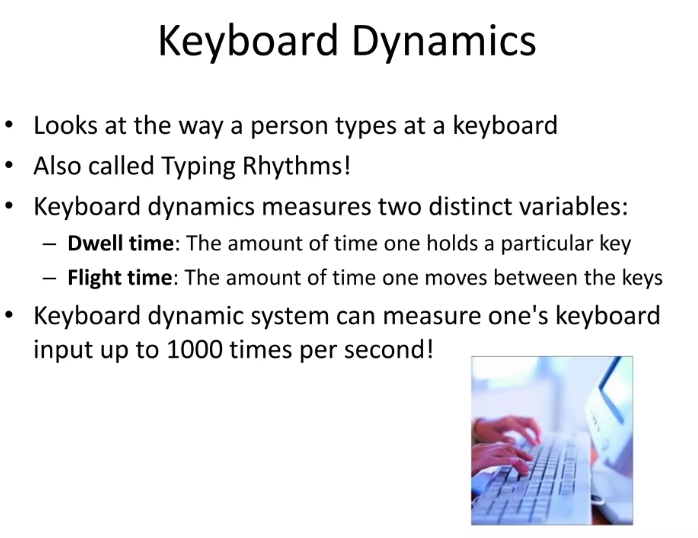 Keyboard Dynamics
• Looks at the way a person types at a keyboard
• Also called Typing Rhythms!
• Keyboard dynamics measures two distinct variables:
– Dwell time: The amount of time one holds a particular key
– Flight time: The amount of time one moves between the keys
• Keyboard dynamic system can measure one's keyboard
input up to 1000 times per second!